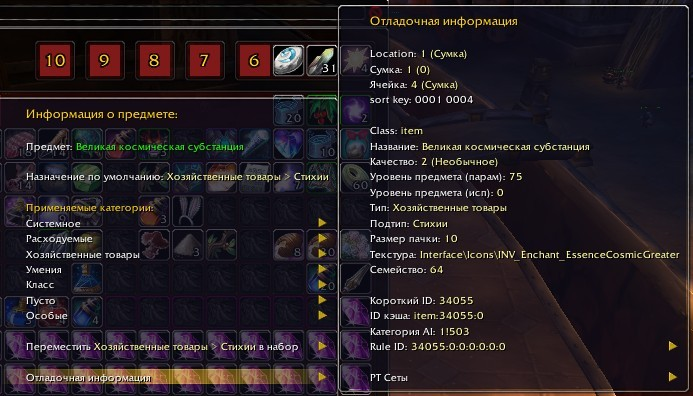 Отладочная информация
Location: 1 (Сумка)
Сумка: 1 (0)
Ячейка: 4 (Сумка)
sort key: 0001 0004
Class: item
Название: Великая космическая субстанция
Качество: 2 (Необычное)
Уровень предмета (парам): 75
Уровень предмета (исп): 0
Тип: Хозяйственные товары
Подтип: Стихии
Размер пачки: 10
Текстура: Interface\Icons\INV_Enchant_EssenceCosmicGreater
Семейство: 64
Короткий ID: 34055
ID кэша: item:34055:0
Категория AI: 1!503
Rule ID: 34055:0:0:0:0:0:0
PT Сеты
10 9 8 7 6 31
Информация о предмете:
Предмет: Великая космическая субстанция
Назначение по умолчанию: Хозяйственные товары > Стихии
Применяемые категории:
Системное
Расходуемые
Хозяйственные товары
Умения
Класс
Пусто
Особые
Переместить Хозяйственные товары > Стихии в набор
Отладочная информация